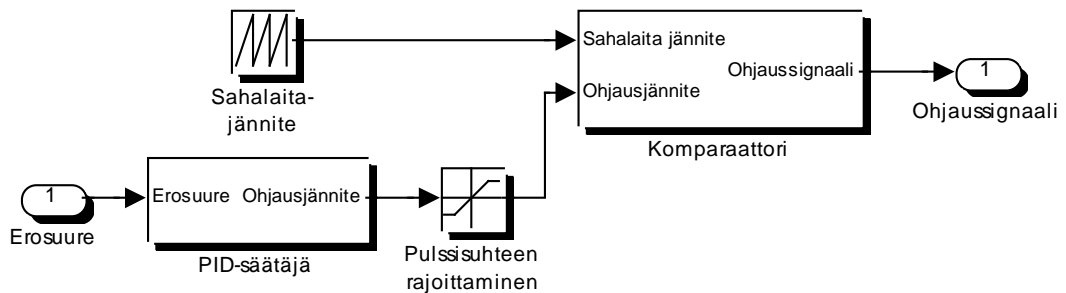 Sahalaita-
jännite
Sahalaita jännite
Ohjausjännite
Ohjaussignaali
Komparaattori
1
Ohjaussignaali
1
Erosuure
Erosuure Ohjausjännite
PID-säätäjä
Pulssisuhteen
rajoittaminen